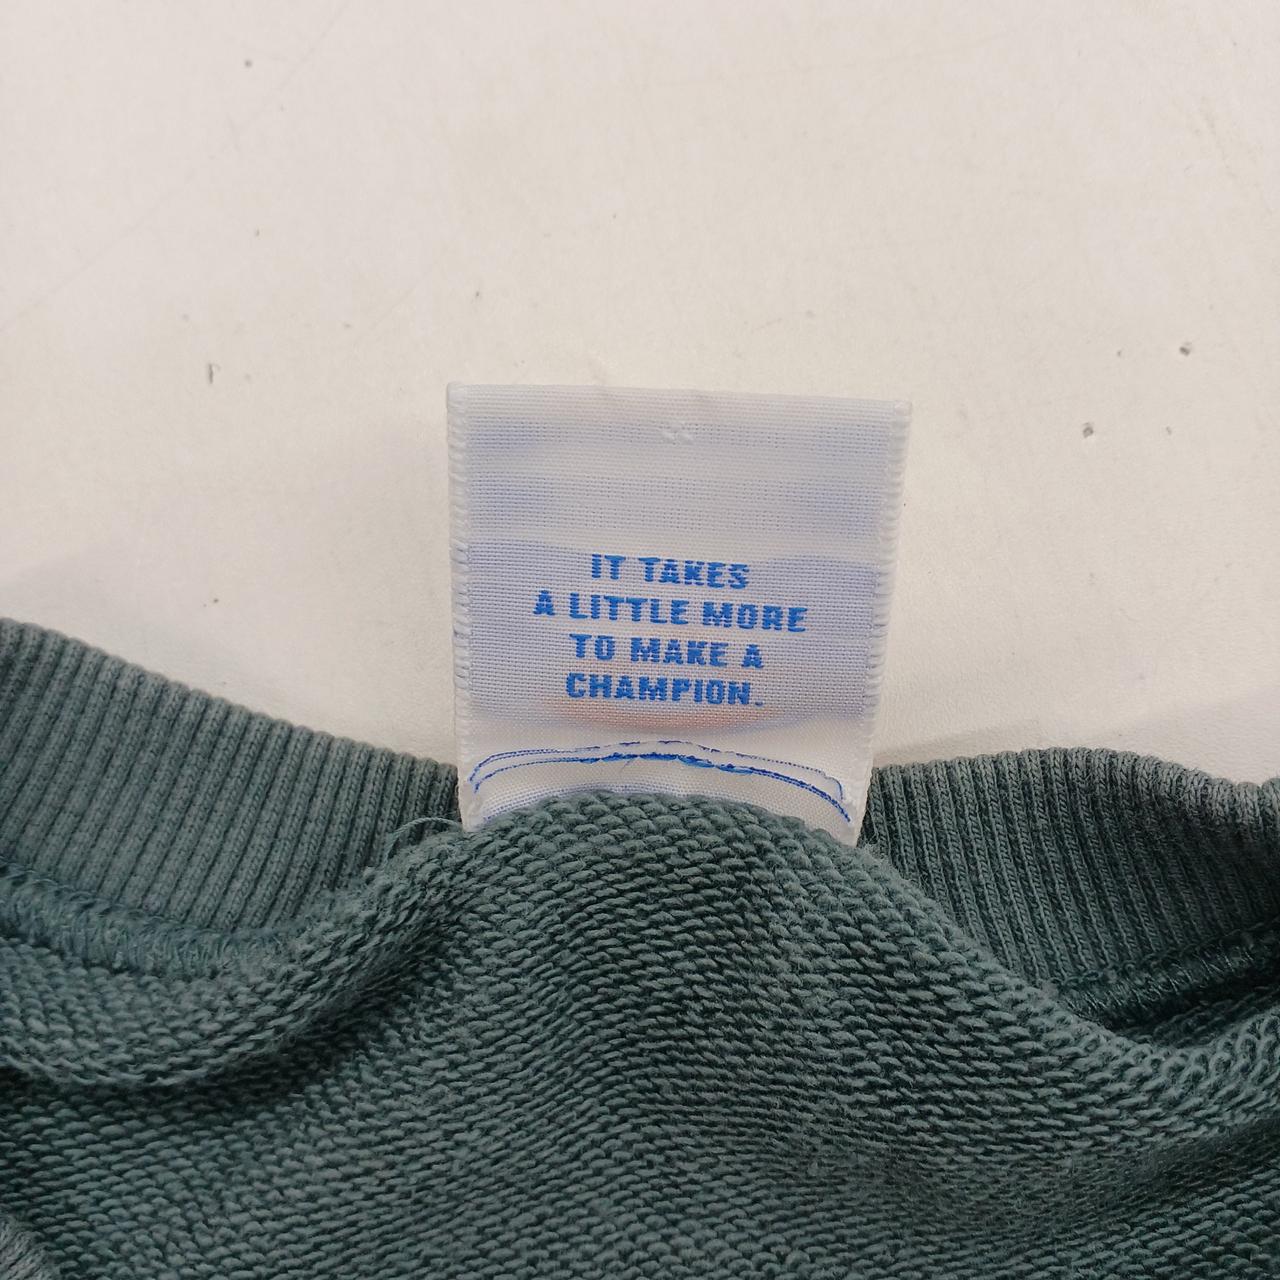 IT TAKES
A LITTLE MORE
TO MAKE A
CHAMPION.